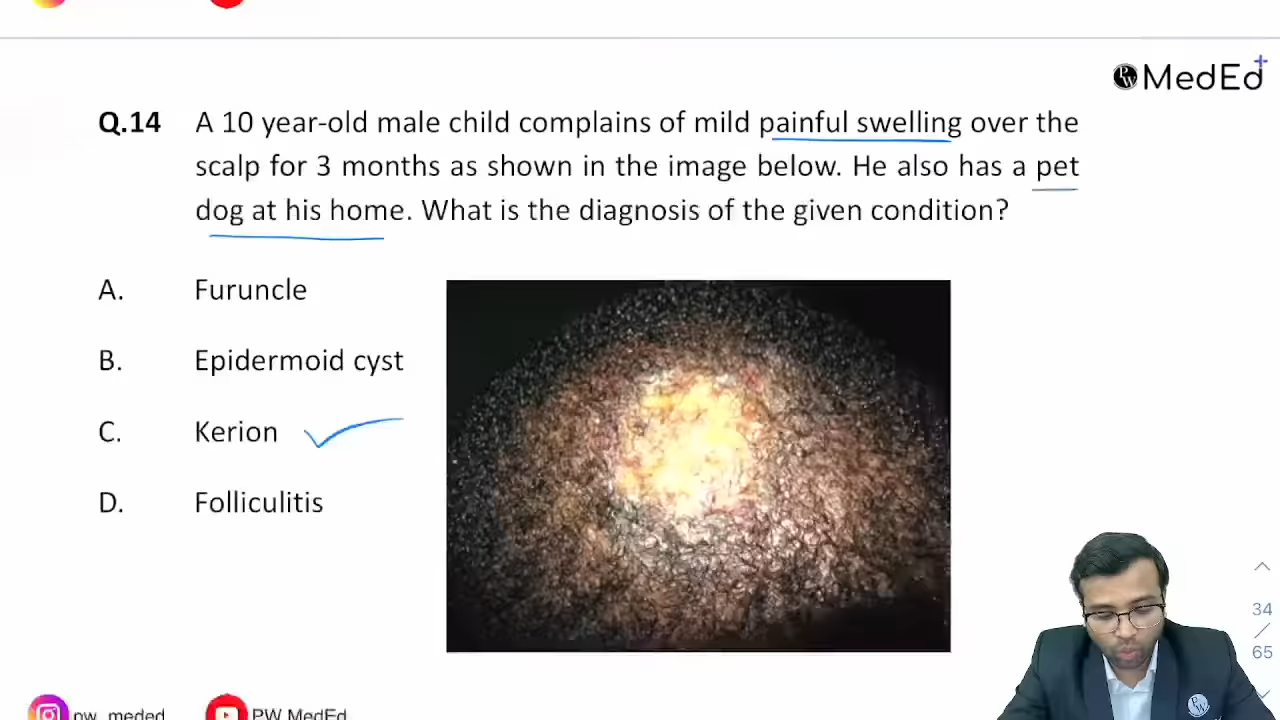 MedEd+
Q.14 A 10 year-old male child complains of mild painful swelling over the
scalp for 3 months as shown in the image below. He also has a pet
dog at his home. What is the diagnosis of the given condition?
A. Furuncle
B. Epidermoid cyst
C. Kerion
D. Folliculitis
34
/
65
pw_meded
PW MedEd